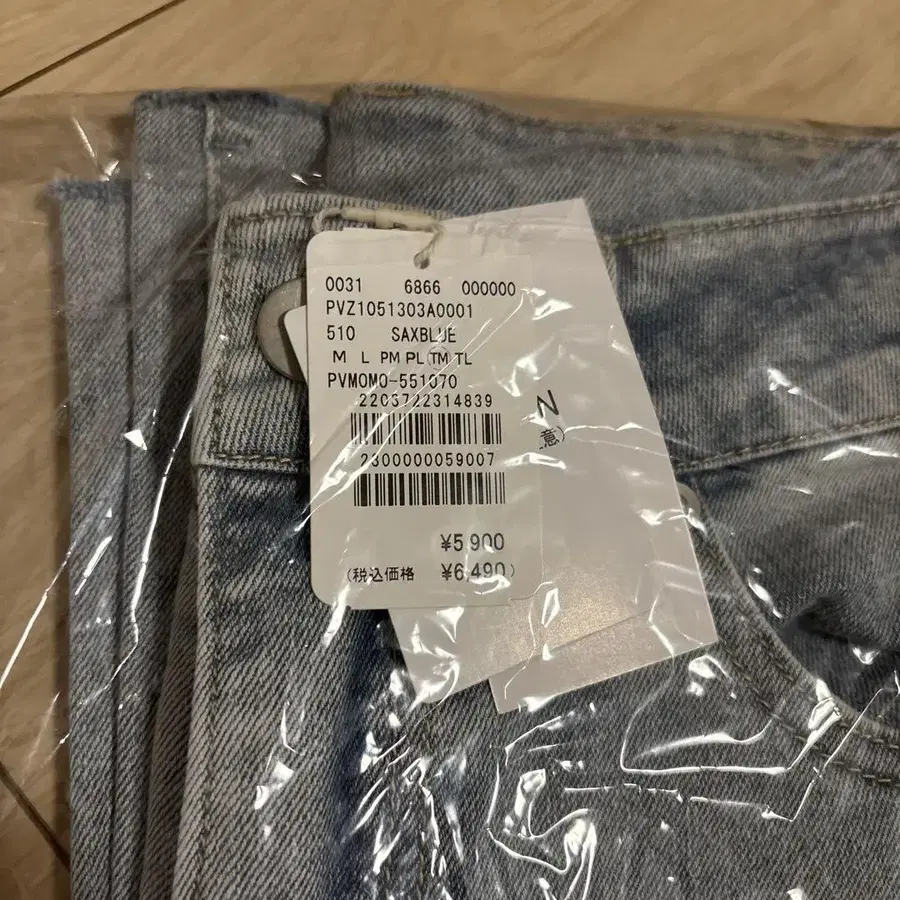 0031 6866 000000
PVZ1051303A0001
510 SAXBLUE
M L PM PL TM TL
PVMOMO-551070
2203722314839
2300000059007
¥5,900
(税込価格 ¥6,490)
N
意)